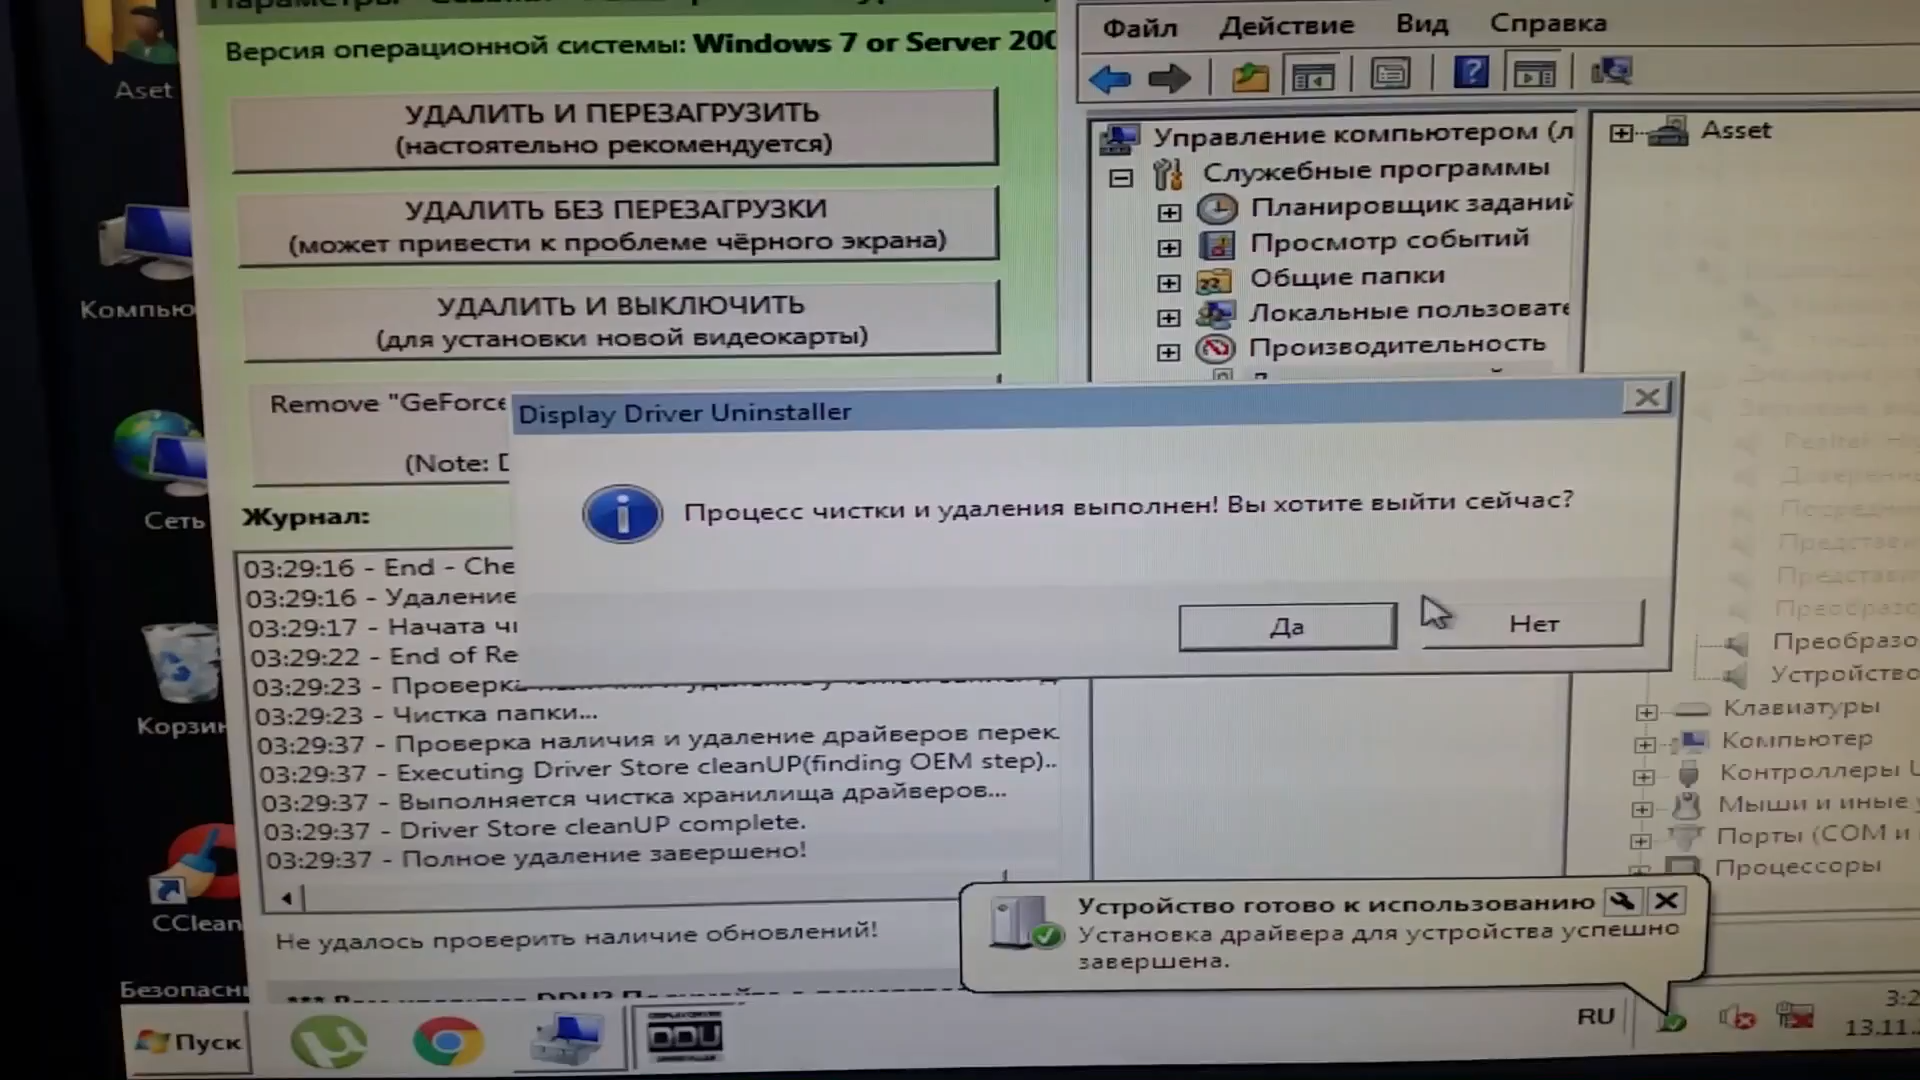 Aset
Компью
Сеть
Корзин
CClean
Безопасн
Версия операционной системы: Windows 7 or Server 200
УДАЛИТЬ И ПЕРЕЗАГРУЗИТЬ
(настоятельно рекомендуется)
УДАЛИТЬ БЕЗ ПЕРЕЗАГРУЗКИ
(может привести к проблеме чёрного экрана)
УДАЛИТЬ И ВЫКЛЮЧИТЬ
(для установки новой видеокарты)
Remove "GeForce
(Note: D
Журнал:
03:29:16 - End - Che
03:29:16 - Удаление
03:29:17 - Начата чи
03:29:22 - End of Re
03:29:23 - Проверка
03:29:23 - Чистка папки...
03:29:37 - Проверка наличия и удаление драйверов перек
03:29:37 - Executing Driver Store cleanUP(finding OEM step)..
03:29:37 - Выполняется чистка хранилища драйверов...
03:29:37 - Driver Store cleanUP complete.
03:29:37 - Полное удаление завершено!
Не удалось проверить наличие обновлений!
Файл Действие Вид Справка
Управление компьютером (л
Служебные программы
Планировщик заданий
Просмотр событий
Общие папки
Локальные пользовате
Производительность
Asset
Display Driver Uninstaller
Процесс чистки и удаления выполнен! Вы хотите выйти сейчас?
Да
Нет
Преобразо
Устройство
Клавиатуры
Компьютер
Контроллеры U
Мыши и иные у
Порты (COM и
Процессоры
Устройство готово к использованию
Установка драйвера для устройства успешно
завершена.
Пуск
DDU
RU
3:2
13.11.